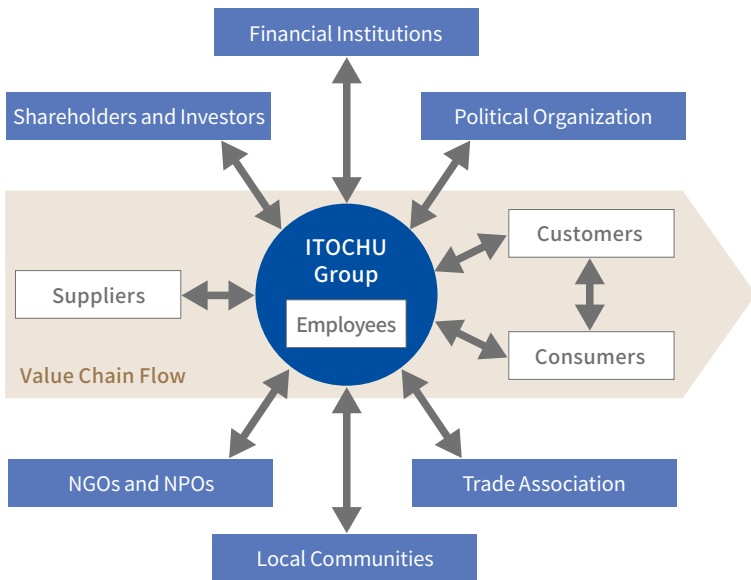 Financial Institutions
Shareholders and Investors
Political Organization
ITOCHU
Group
Employees
Suppliers
Customers
Consumers
Value Chain Flow
NGOs and NPOs
Trade Association
Local Communities